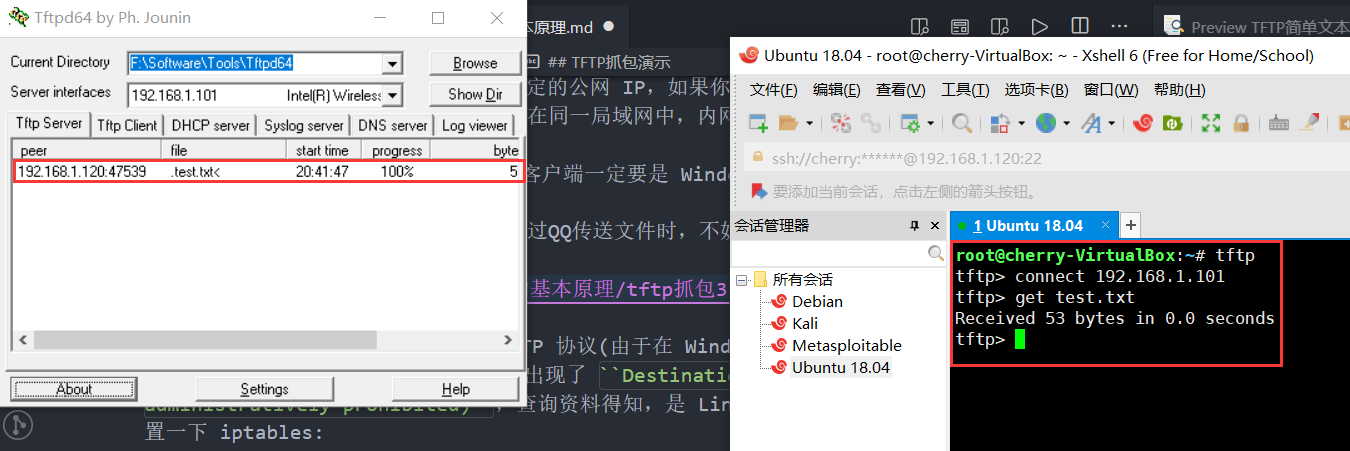 Tftpd64 by Ph. Jounin
Current Directory
F:\Software\Tools\Tftpd64
Browse
Server interfaces
192.168.1.101 Intel(R) Wireless
Show Dir
Tftp Server Tftp Client DHCP server Syslog server DNS server Log viewer
peer file start time progress byte
192.168.1.120:47539 .test.txt< 20:41:47 100% 5
About
Settings
Help
本原理.md
Preview TFTP简单文本
## TFTP抓包演示
定的公网 IP，如果你
在同一局域网中，内网
客户端一定要是 Windo
过QQ传送文件时，不如
基本原理/tftp抓包3
TP 协议(由于在 Wind
出现了 ``Destinatio
administratively prohibited)``，查询资料得知，是 Lin
置一下 iptables:
Ubuntu 18.04 - root@cherry-VirtualBox: ~ - Xshell 6 (Free for Home/School)
文件(F) 编辑(E) 查看(V) 工具(T) 选项卡(B) 窗口(W) 帮助(H)
ssh://cherry:******@192.168.1.120:22
要添加当前会话，点击左侧的箭头按钮。
会话管理器
1 Ubuntu 18.04
所有会话
Debian
Kali
Metasploitable
Ubuntu 18.04
root@cherry-VirtualBox:~# tftp
tftp> connect 192.168.1.101
tftp> get test.txt
Received 53 bytes in 0.0 seconds
tftp>